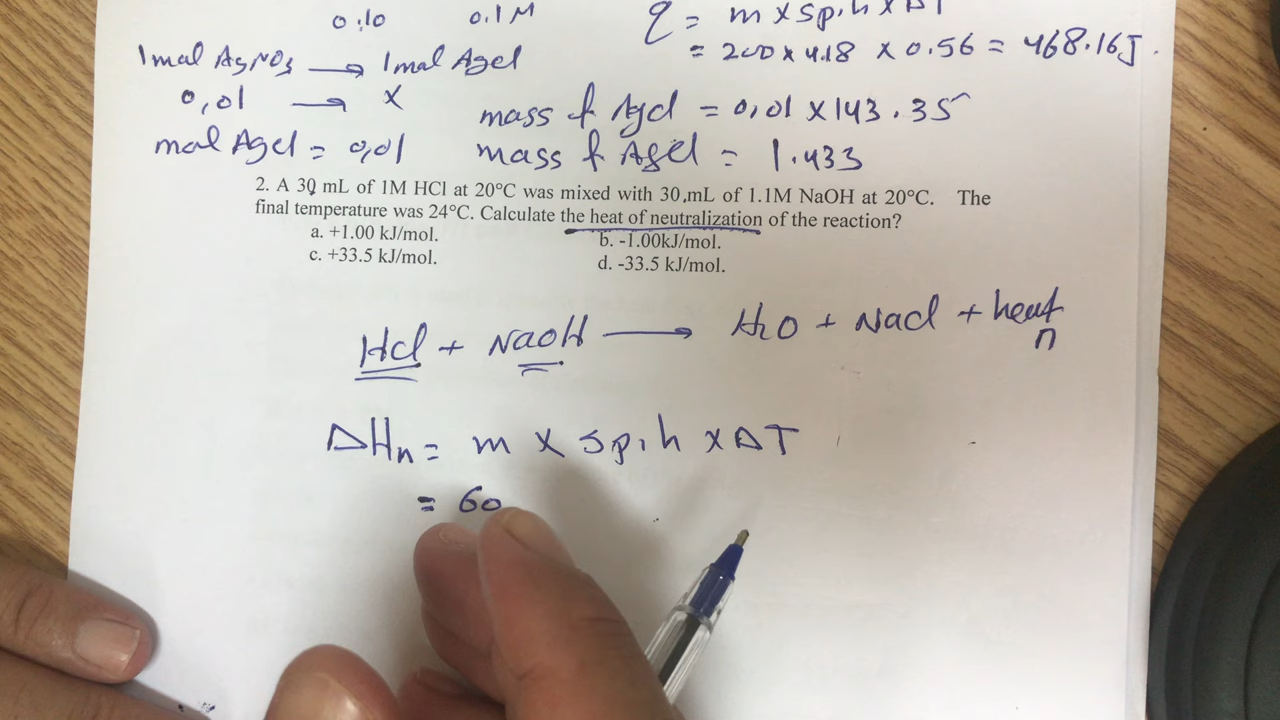 0.10 0.1M q = m x sp.h x ΔT
= 200 x 4.18 x 0.56 = 468.16J.
1mol AgNO3 → 1mol Agcl
0,01 → x mass of Agcl = 0,01 x 143.35
mol Agcl = 0,01 mass of Agcl = 1.433
2. A 30 mL of 1M HCl at 20°C was mixed with 30 mL of 1.1M NaOH at 20°C. The
final temperature was 24°C. Calculate the heat of neutralization of the reaction?
a. +1.00 kJ/mol. b. -1.00kJ/mol.
c. +33.5 kJ/mol. d. -33.5 kJ/mol.
Hcl + NaoH → H2O + Nacl + heat n
ΔHn = m x sp.h x ΔT
= 60